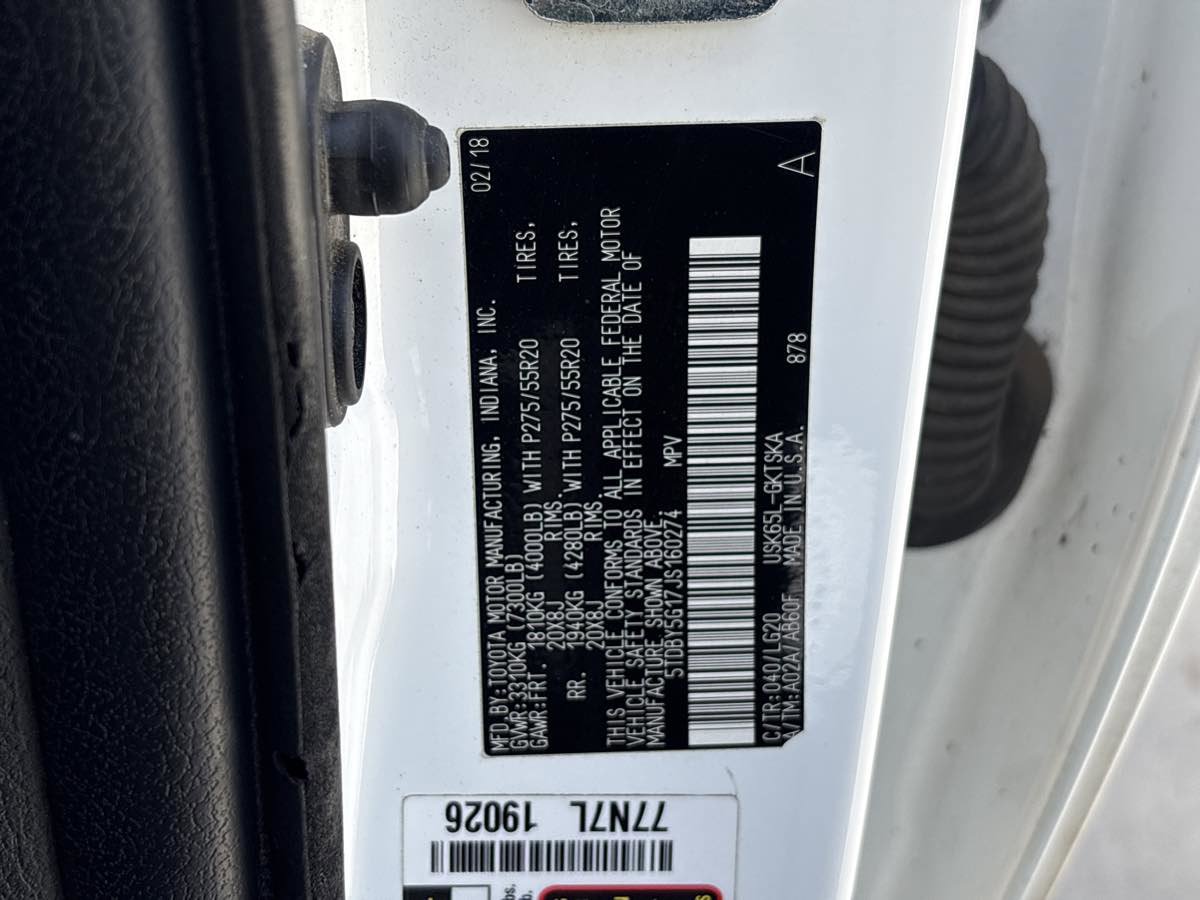 MFD.BY:TOYOTA MOTOR MANUFACTURING, INDIANA, INC. 02/18
GVWR:3310KG (7300LB)
GAWR:FRT. 1810KG (4000LB) WITH P275/55R20 TIRES,
20X8J RIMS.
RR. 1940KG (4280LB) WITH P275/55R20 TIRES,
20X8J RIMS.
THIS VEHICLE CONFORMS TO ALL APPLICABLE FEDERAL MOTOR
VEHICLE SAFETY STANDARDS IN EFFECT ON THE DATE OF
MANUFACTURE SHOWN ABOVE.
5TDBY5G17JS160274 MPV
C/TR:040/LG20 USK65L-GKTSKA 878 A
A/TM:A02A/AB60F MADE IN U.S.A.
77N7L 19026